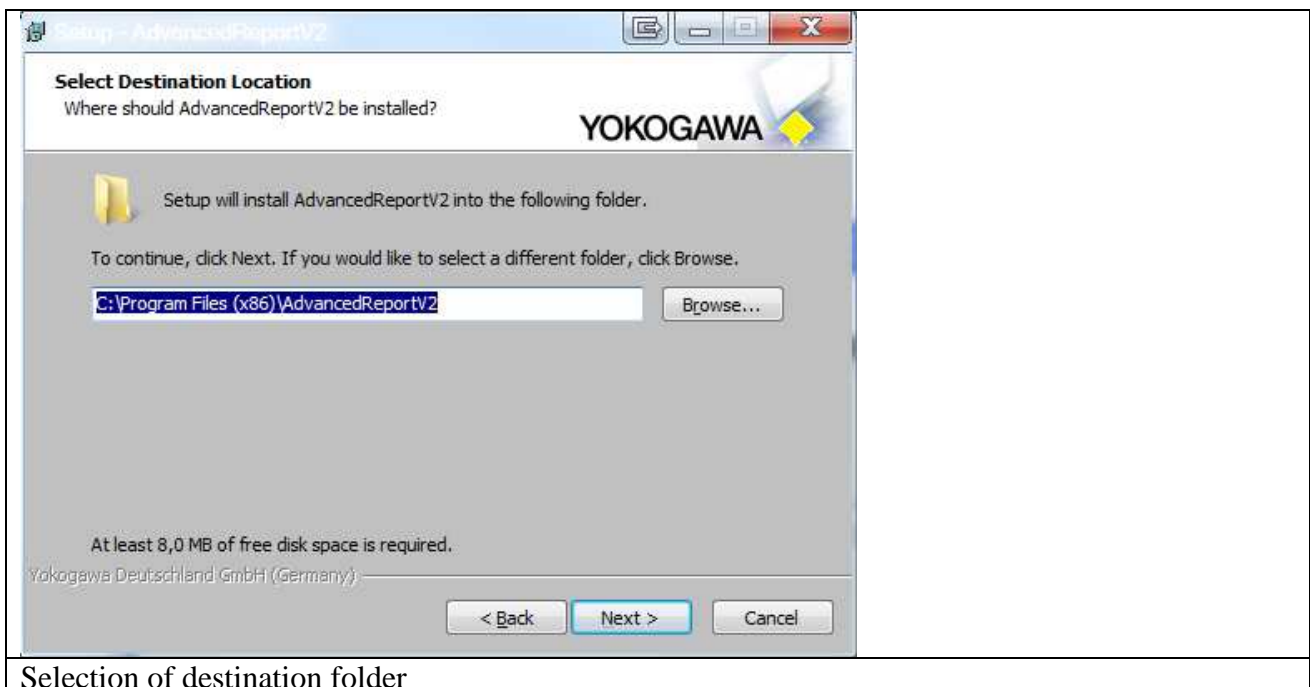 Setup - AdvancedReportV2
Select Destination Location
Where should AdvancedReportV2 be installed?
YOKOGAWA
Setup will install AdvancedReportV2 into the following folder.
To continue, click Next. If you would like to select a different folder, click Browse.
C:\Program Files (x86)\AdvancedReportV2
Browse...
At least 8,0 MB of free disk space is required.
Yokogawa Deutschland GmbH (Germany)
< Back
Next >
Cancel
Selection of destination folder